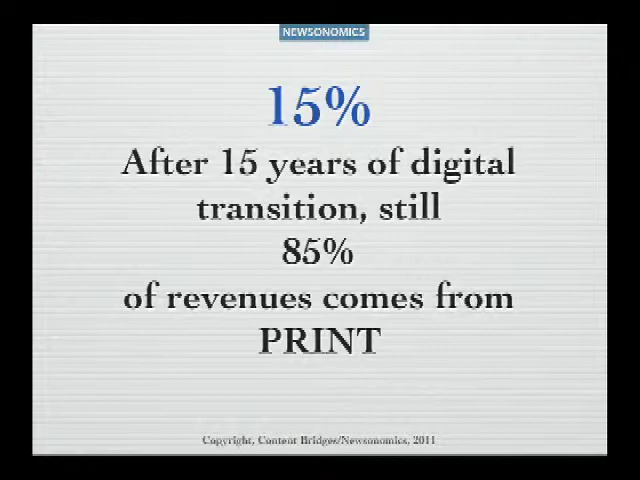 NEWSONOMICS
15%
After 15 years of digital
transition, still
85%
of revenues comes from
PRINT
Copyright, Content Bridges/Newsonomics, 2011